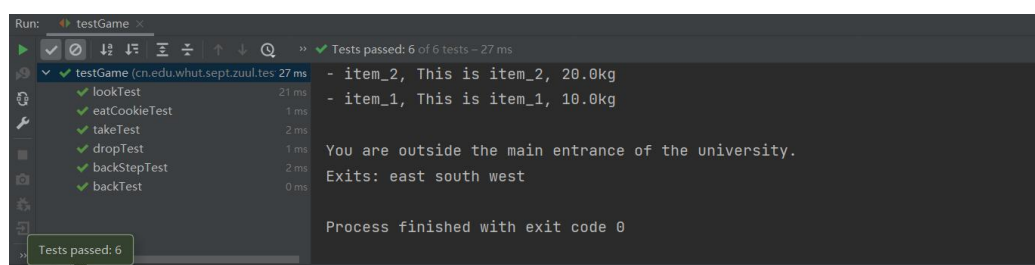 Run: testGame
Tests passed: 6 of 6 tests – 27 ms
testGame (cn.edu.whut.sept.zuul.tes 27 ms
lookTest 21 ms
eatCookieTest 1 ms
takeTest 2 ms
dropTest 1 ms
backStepTest 2 ms
backTest 0 ms
- item_2, This is item_2, 20.0kg
- item_1, This is item_1, 10.0kg
You are outside the main entrance of the university.
Exits: east south west
Process finished with exit code 0
Tests passed: 6